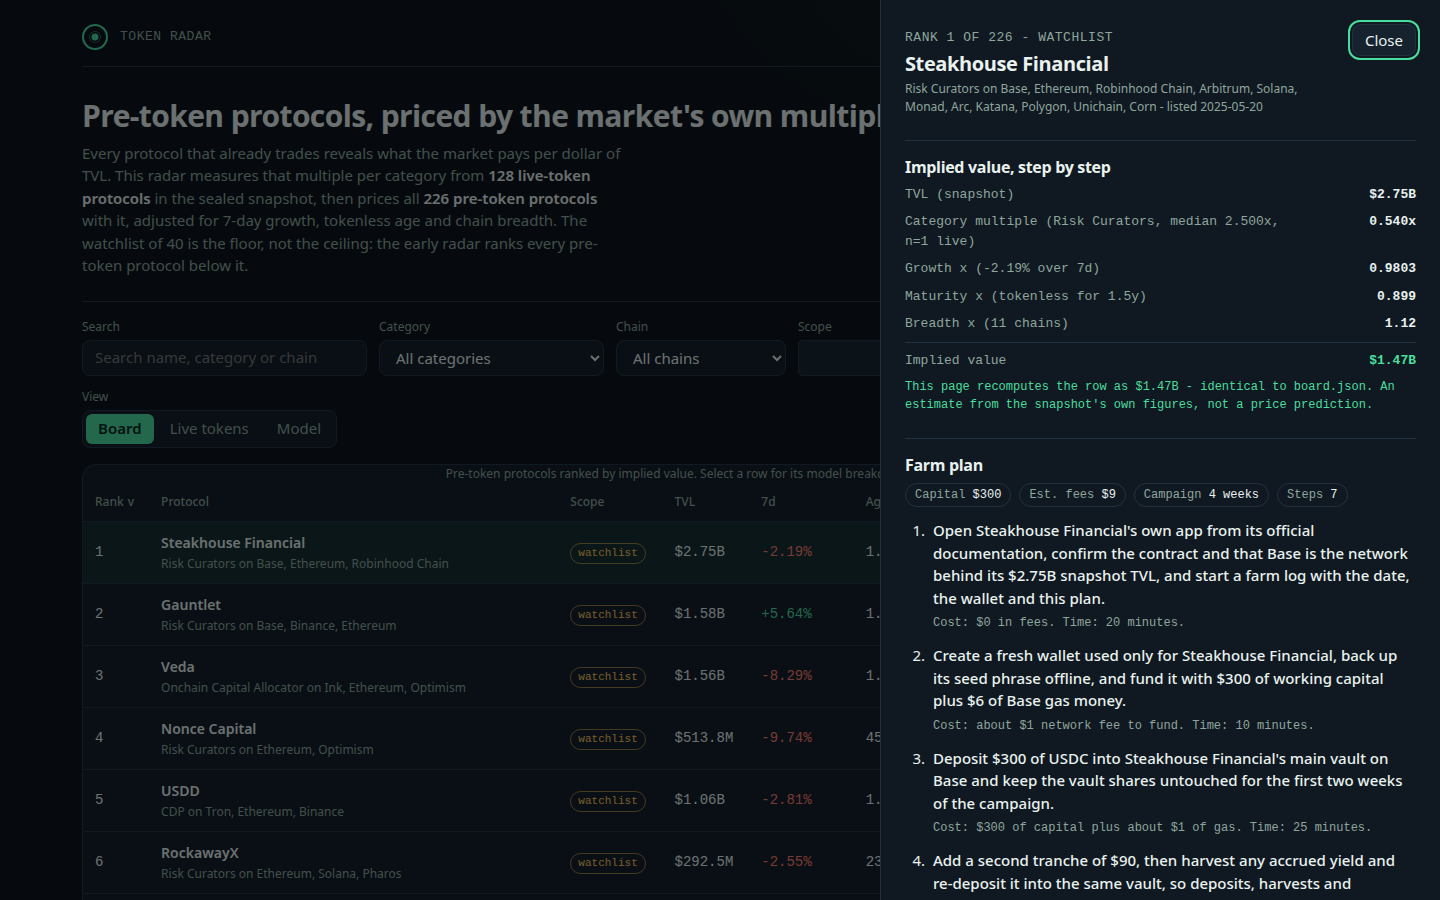 TOKEN RADAR
Pre-token protocols, priced by the market's own
Every protocol that already trades reveals what the market pays per dollar of
TVL. This radar measures that multiple per category from 128 live-token
protocols in the sealed snapshot, then prices all 226 pre-token protocols
with it, adjusted for 7-day growth, tokenless age and chain breadth. The
watchlist of 40 is the floor, not the ceiling: the early radar ranks every pre-
token protocol below it.
Search Category Chain Scope
Search name, category or chain All categories All chains
View
Board Live tokens Model
Pre-token protocols ranked by implied value. Select a row for its model
Rank v Protocol Scope TVL 7d
1 Steakhouse Financial watchlist $2.75B -2.19%
Risk Curators on Base, Ethereum, Robinhood Chain
2 Gauntlet watchlist $1.58B +5.64%
Risk Curators on Base, Binance, Ethereum
3 Veda watchlist $1.56B -8.29%
Onchain Capital Allocator on Ink, Ethereum, Optimism
4 Nonce Capital watchlist $513.8M -9.74%
Risk Curators on Ethereum, Optimism
5 USDD watchlist $1.06B -2.81%
CDP on Tron, Ethereum, Binance
6 RockawayX watchlist $292.5M -2.55%
Risk Curators on Ethereum, Solana, Pharos
RANK 1 OF 226 - WATCHLIST
Close
Steakhouse Financial
Risk Curators on Base, Ethereum, Robinhood Chain, Arbitrum, Solana,
Monad, Arc, Katana, Polygon, Unichain, Corn - listed 2025-05-20
Implied value, step by step
TVL (snapshot) $2.75B
Category multiple (Risk Curators, median 2.500x, 0.540x
n=1 live)
Growth x (-2.19% over 7d) 0.9803
Maturity x (tokenless for 1.5y) 0.899
Breadth x (11 chains) 1.12
Implied value $1.47B
This page recomputes the row as $1.47B - identical to board.json. An
estimate from the snapshot's own figures, not a price prediction.
Farm plan
Capital $300 Est. fees $9 Campaign 4 weeks Steps 7
1. Open Steakhouse Financial's own app from its official
documentation, confirm the contract and that Base is the network
behind its $2.75B snapshot TVL, and start a farm log with the date,
the wallet and this plan.
Cost: $0 in fees. Time: 20 minutes.
2. Create a fresh wallet used only for Steakhouse Financial, back up
its seed phrase offline, and fund it with $300 of working capital
plus $6 of Base gas money.
Cost: about $1 network fee to fund. Time: 10 minutes.
3. Deposit $300 of USDC into Steakhouse Financial's main vault on
Base and keep the vault shares untouched for the first two weeks
of the campaign.
Cost: $300 of capital plus about $1 of gas. Time: 25 minutes.
4. Add a second tranche of $90, then harvest any accrued yield and
re-deposit it into the same vault, so deposits, harvests and